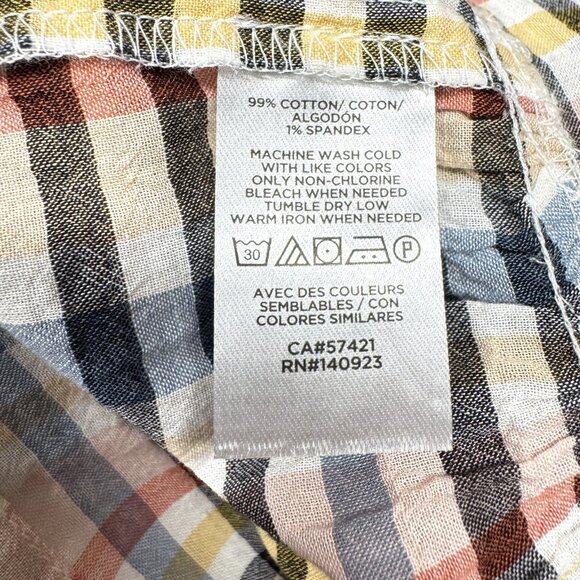 99% COTTON/ COTON/
ALGODÓN
1% SPANDEX
MACHINE WASH COLD
WITH LIKE COLORS
ONLY NON-CHLORINE
BLEACH WHEN NEEDED
TUMBLE DRY LOW
WARM IRON WHEN NEEDED
30 P
AVEC DES COULEURS
SEMBLABLES / CON
COLORES SIMILARES
CA#57421
RN#140923